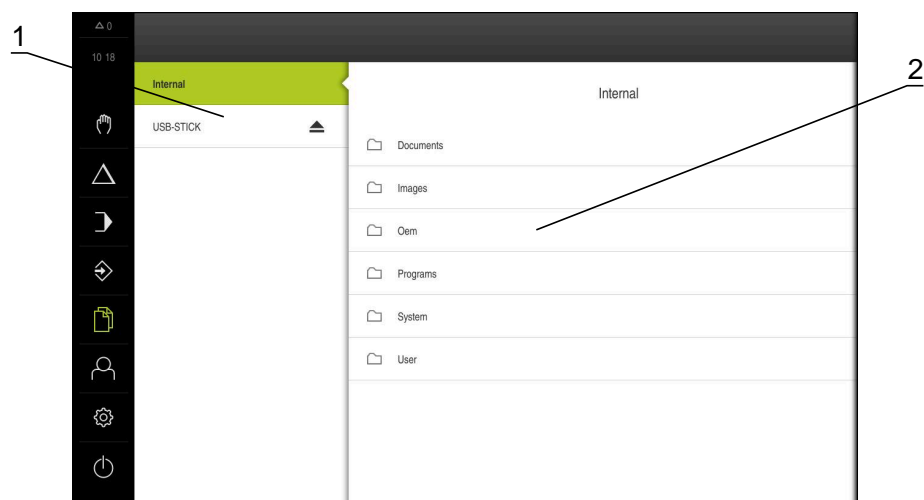 1
0
10 18
2
Internal
USB-STICK
Internal
Documents
Images
Oem
Programs
System
User